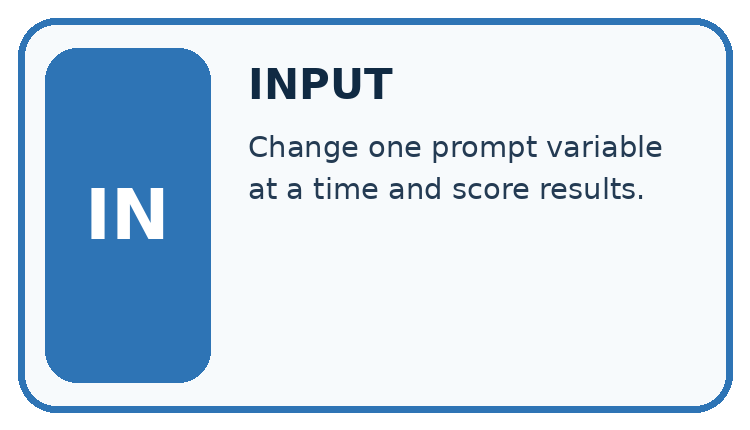 IN
INPUT
Change one prompt variable
at a time and score results.